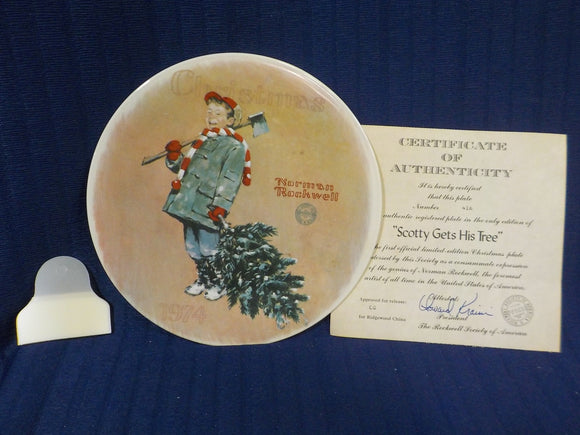 Christmas
Norman
Rockwell
1974
CERTIFICATE
OF
AUTHENTICITY
It is hereby certified
that this plate
Number
authentic registered plate in the only edition of
"Scotty Gets His Tree"
the first official limited-edition Christmas plate
endorsed by this Society as a consummate expression
of the genius of Norman Rockwell, the foremost
artist of all time in the United States of America.
Approved for release:
for Ridgewood China
Attested:
President
The Rockwell Society of America